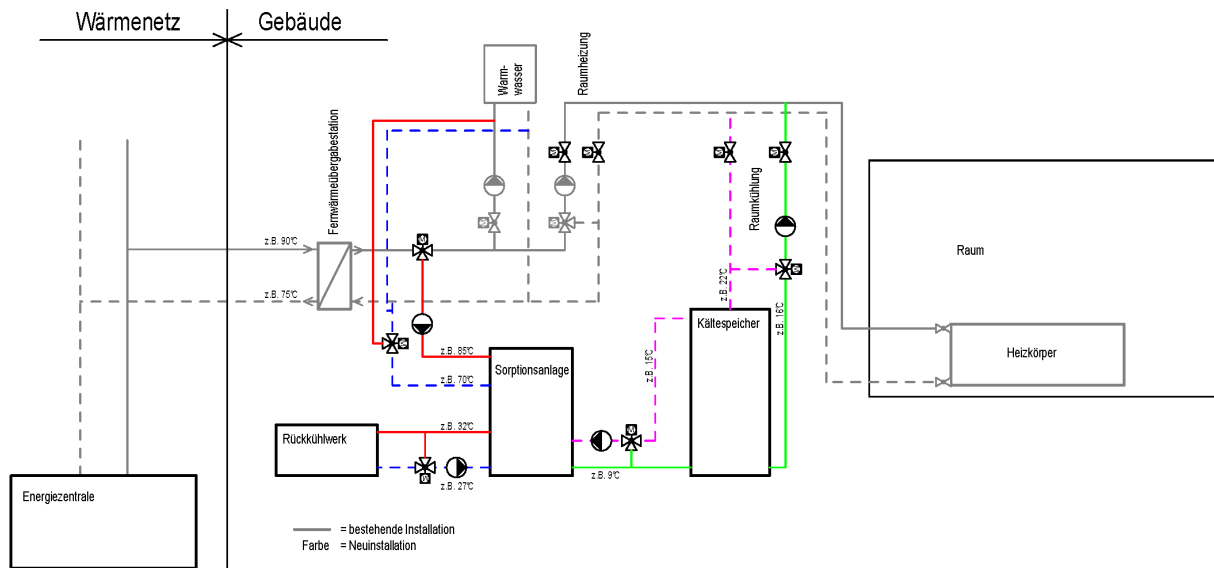 Wärmenetz
Gebäude
Warm-
wasser
Raumheizung
Fernwärmeübergabestation
Raumkühlung
z.B. 90°C
z.B. 75°C
Raum
z.B. 22°C
z.B. 16°C
Kältespeicher
Heizkörper
z.B. 85°C
z.B. 15°C
Sorptionsanlage
z.B. 70°C
z.B. 32°C
Rückkühlwerk
z.B. 27°C
z.B. 9°C
Energiezentrale
= bestehende Installation
Farbe = Neuinstallation